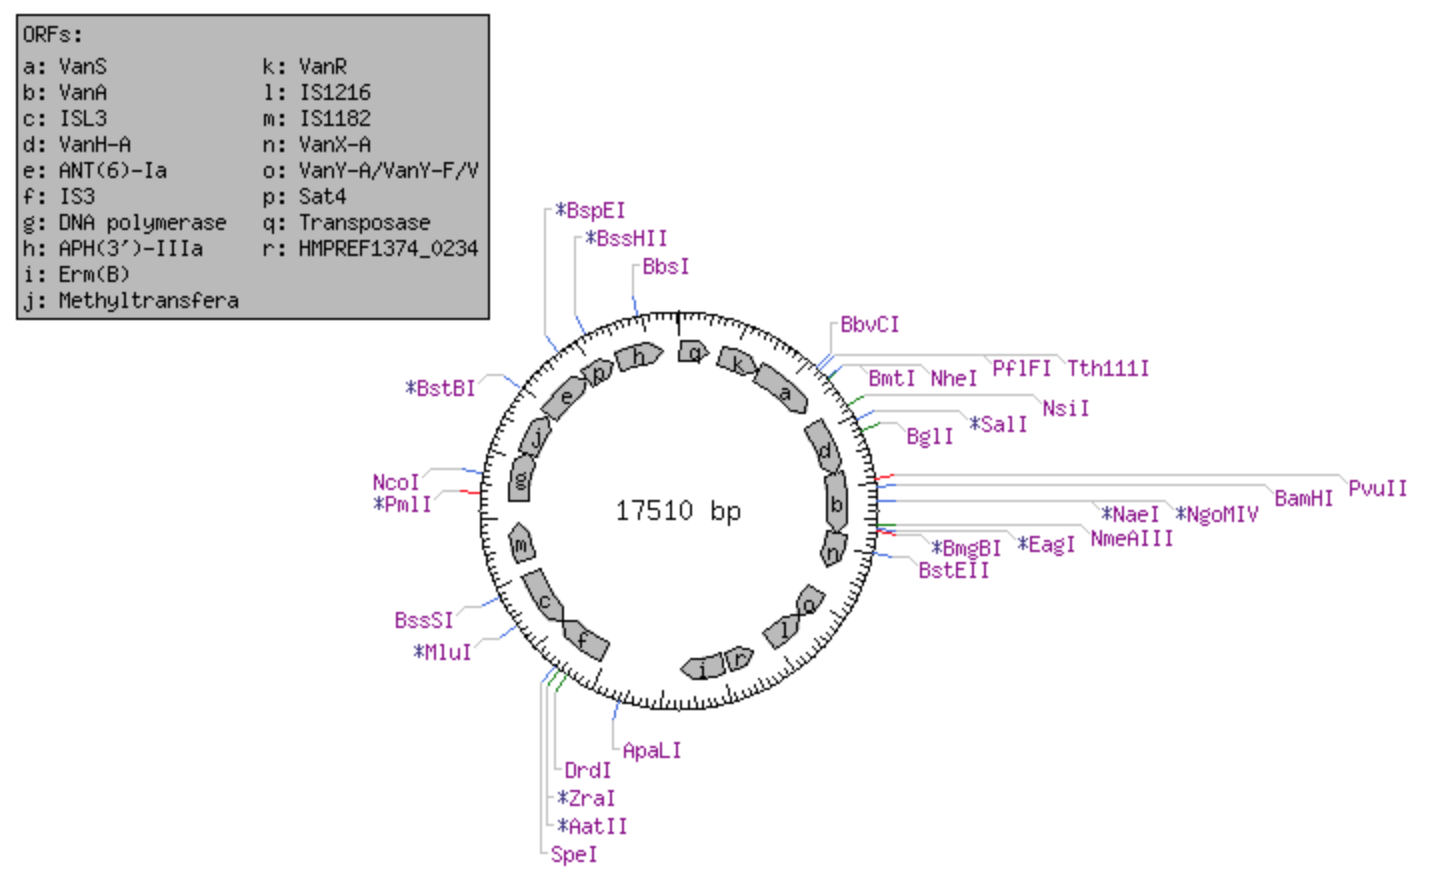 ORFs:
a: VanS k: VanR
b: VanA l: IS1216
c: ISL3 m: IS1182
d: VanH-A n: VanX-A
e: ANT(6)-Ia o: VanY-A/VanY-F/V
f: IS3 p: Sat4
g: DNA polymerase q: Transposase
h: APH(3')-IIIa r: HMPREF1374_0234
i: Erm(B)
j: Methyltransfera
*BspEI
*BssHII
BbsI
BbvCI
PflFI Tth111I
BmtI NheI
*BstBI
NsiI
*SalI
BglI
NcoI
*PmlI
PvuII
BamHI
*NaeI *NgoMIV
NmeAIII
*BmgBI *EagI
BstEII
17510 bp
BssSI
*MluI
ApaLI
DrdI
*ZraI
*AatII
SpeI
h
q
k
p
e
a
j
d
g
b
m
n
c
o
f
l
i
r